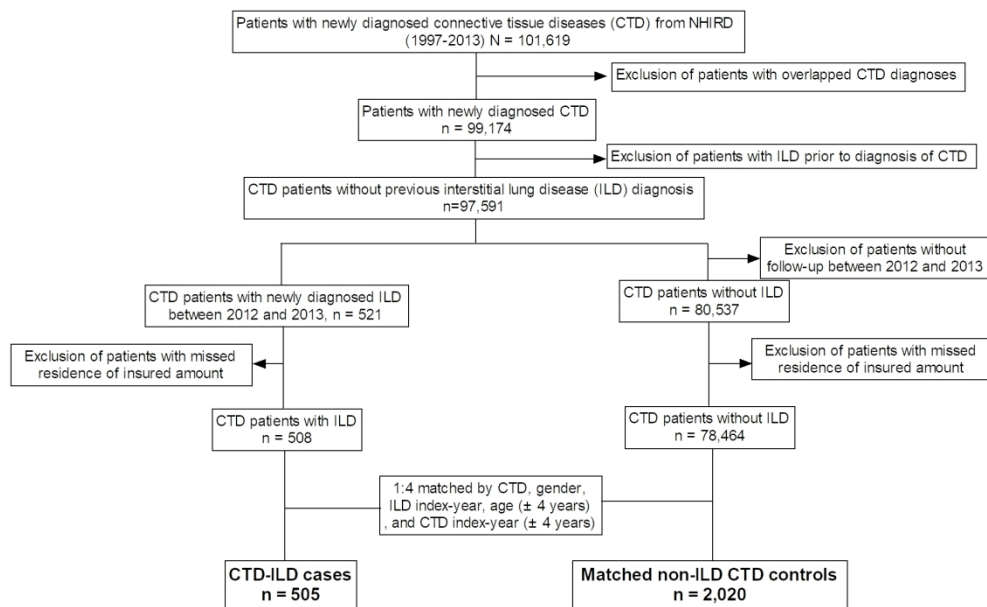 Patients with newly diagnosed connective tissue diseases (CTD) from NHIRD
(1997-2013) N = 101,619
Exclusion of patients with overlapped CTD diagnoses
Patients with newly diagnosed CTD
n = 99,174
Exclusion of patients with ILD prior to diagnosis of CTD
CTD patients without previous interstitial lung disease (ILD) diagnosis
n=97,591
Exclusion of patients without
follow-up between 2012 and 2013
CTD patients with newly diagnosed ILD
between 2012 and 2013, n = 521
CTD patients without ILD
n = 80,537
Exclusion of patients with missed
residence of insured amount
Exclusion of patients with missed
residence of insured amount
CTD patients with ILD
n = 508
CTD patients without ILD
n = 78,464
1:4 matched by CTD, gender,
ILD index-year, age (± 4 years)
, and CTD index-year (± 4 years)
CTD-ILD cases
n = 505
Matched non-ILD CTD controls
n = 2,020